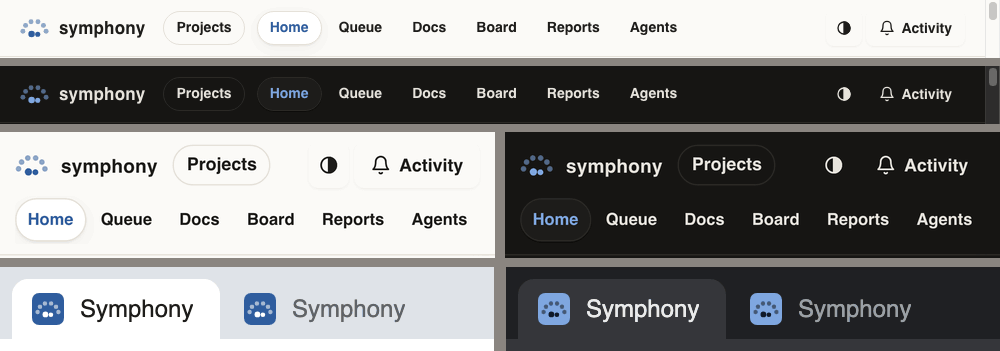 symphony Projects Home Queue Docs Board Reports Agents Activity
symphony Projects Home Queue Docs Board Reports Agents Activity
symphony Projects Activity
Home Queue Docs Board Reports Agents
symphony Projects Activity
Home Queue Docs Board Reports Agents
Symphony Symphony
Symphony Symphony